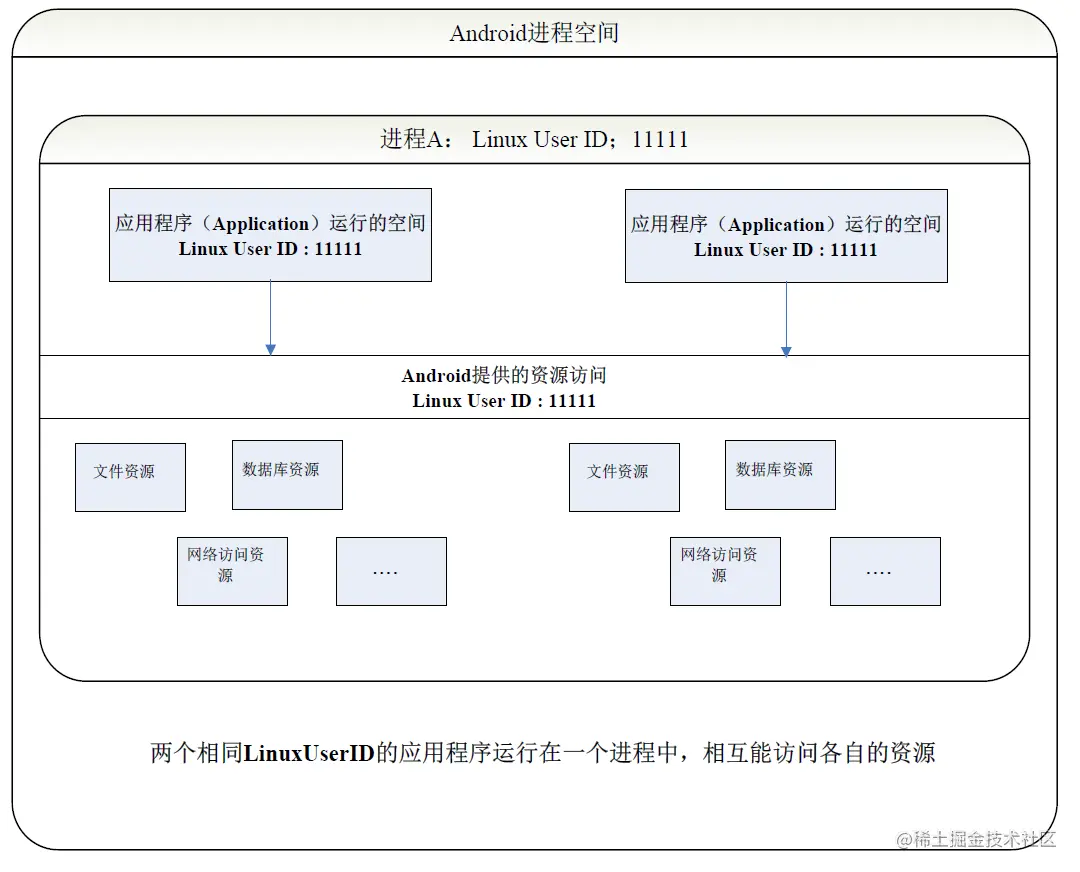 Android进程空间
进程A： Linux User ID；11111
应用程序（Application）运行的空间
Linux User ID : 11111
应用程序（Application）运行的空间
Linux User ID : 11111
Android提供的资源访问
Linux User ID : 11111
文件资源
数据库资源
文件资源
数据库资源
网络访问资
源
....
网络访问资
源
....
两个相同LinuxUserID的应用程序运行在一个进程中，相互能访问各自的资源
@稀土掘金技术社区